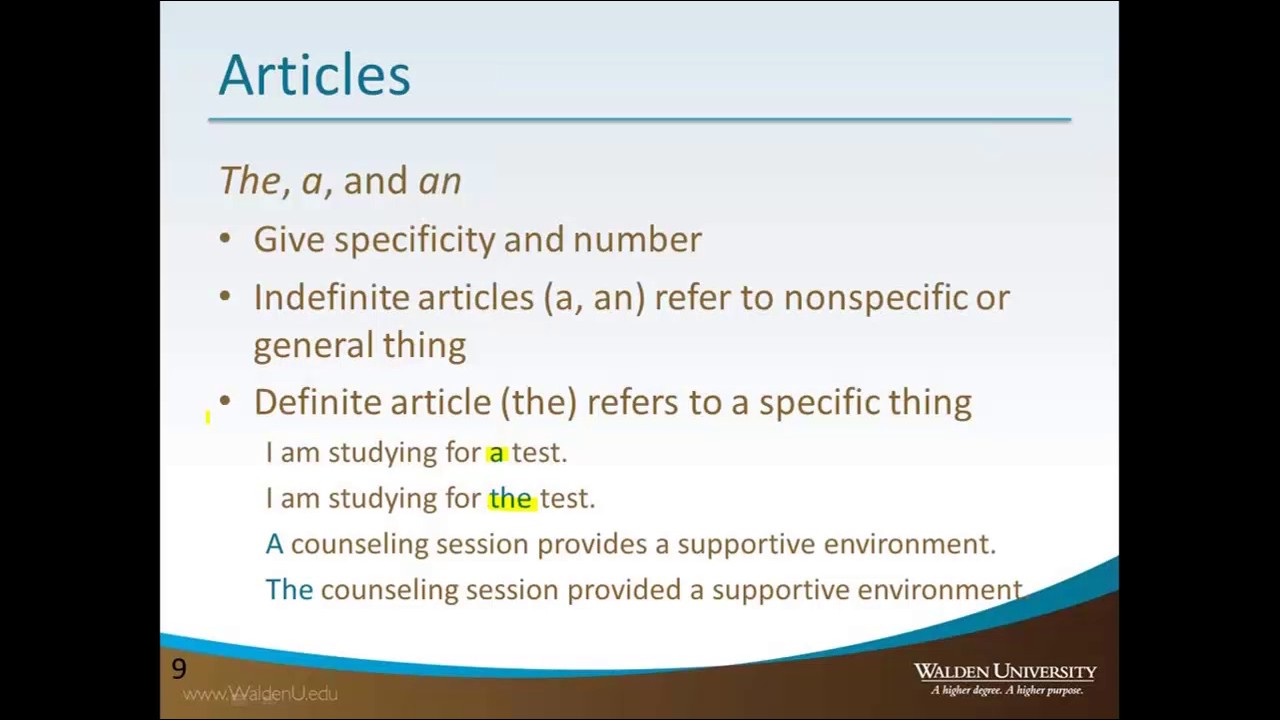 Articles
The, a, and an
• Give specificity and number
• Indefinite articles (a, an) refer to nonspecific or
general thing
• Definite article (the) refers to a specific thing
I am studying for a test.
I am studying for the test.
A counseling session provides a supportive environment.
The counseling session provided a supportive environment.
9
www.WaldenU.edu
WALDEN UNIVERSITY
A higher degree. A higher purpose.